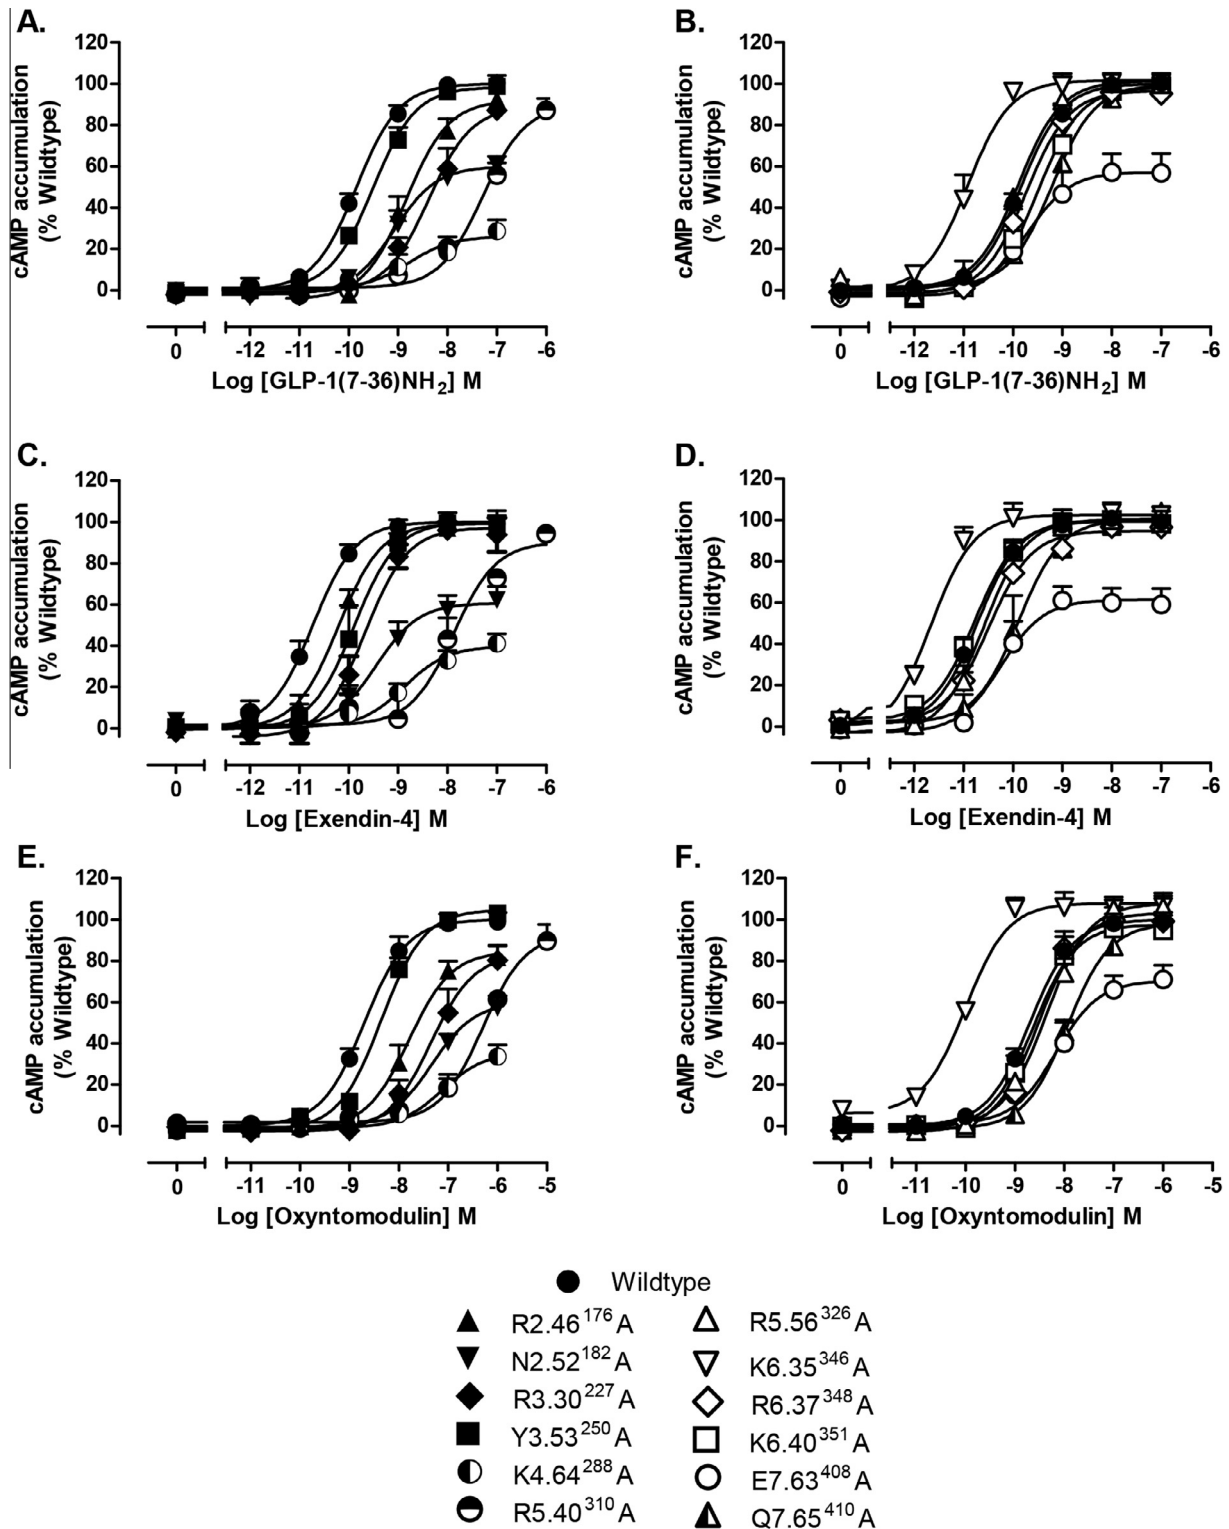 A.
120
100
80
60
40
20
0
cAMP accumulation
(% Wildtype)
0 -12 -11 -10 -9 -8 -7 -6
Log [GLP-1(7-36)NH2] M
B.
120
100
80
60
40
20
0
cAMP accumulation
(% Wildtype)
0 -12 -11 -10 -9 -8 -7 -6
Log [GLP-1(7-36)NH2] M
C.
120
100
80
60
40
20
0
cAMP accumulation
(% Wildtype)
0 -12 -11 -10 -9 -8 -7 -6
Log [Exendin-4] M
D.
120
100
80
60
40
20
0
cAMP accumulation
(% Wildtype)
0 -12 -11 -10 -9 -8 -7 -6
Log [Exendin-4] M
E.
120
100
80
60
40
20
0
cAMP accumulation
(% Wildtype)
0 -11 -10 -9 -8 -7 -6 -5
Log [Oxyntomodulin] M
F.
120
100
80
60
40
20
0
cAMP accumulation
(% Wildtype)
0 -11 -10 -9 -8 -7 -6 -5
Log [Oxyntomodulin] M
Wildtype
R2.46176A
N2.52182A
R3.30227A
Y3.53250A
K4.64288A
R5.40310A
R5.56326A
K6.35346A
R6.37348A
K6.40351A
E7.63408A
Q7.65410A